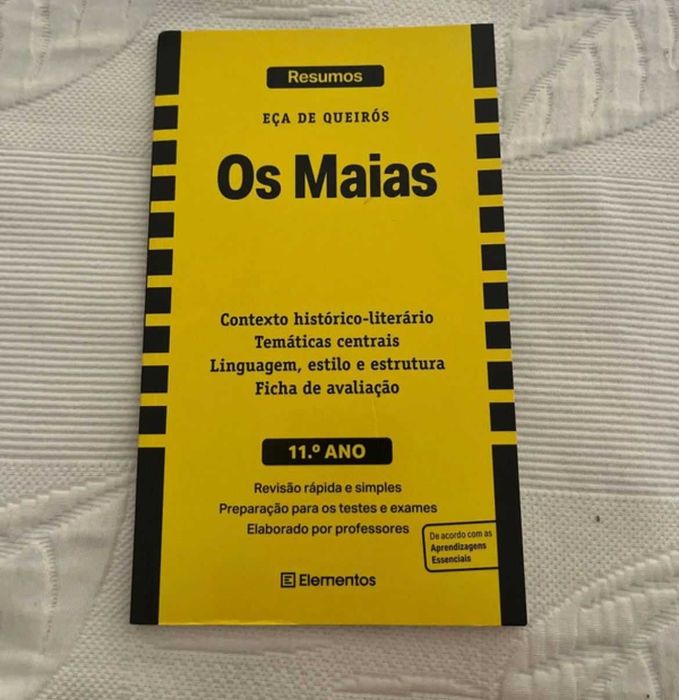 Resumos
EÇA DE QUEIRÓS
Os Maias
Contexto histórico-literário
Temáticas centrais
Linguagem, estilo e estrutura
Ficha de avaliação
11.º ANO
Revisão rápida e simples
Preparação para os testes e exames
Elaborado por professores
De acordo com as
Aprendizagens
Essenciais
E Elementos